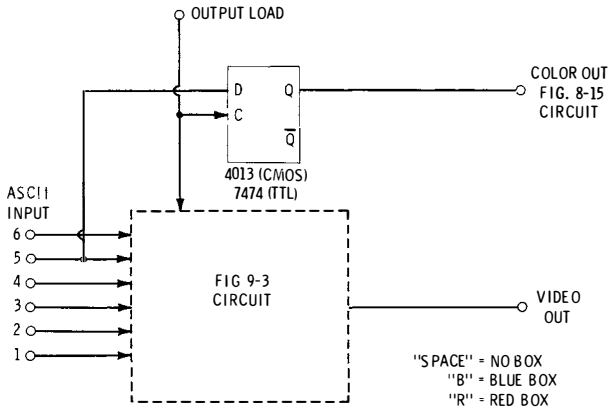 OUTPUT LOAD
D Q
C
Q
4013 (CMOS)
7474 (TTL)
COLOR OUT
FIG. 8-15
CIRCUIT
ASCII
INPUT
6
5
4
3
2
1
FIG 9-3
CIRCUIT
VIDEO
OUT
"SPACE" = NO BOX
"B" = BLUE BOX
"R" = RED BOX